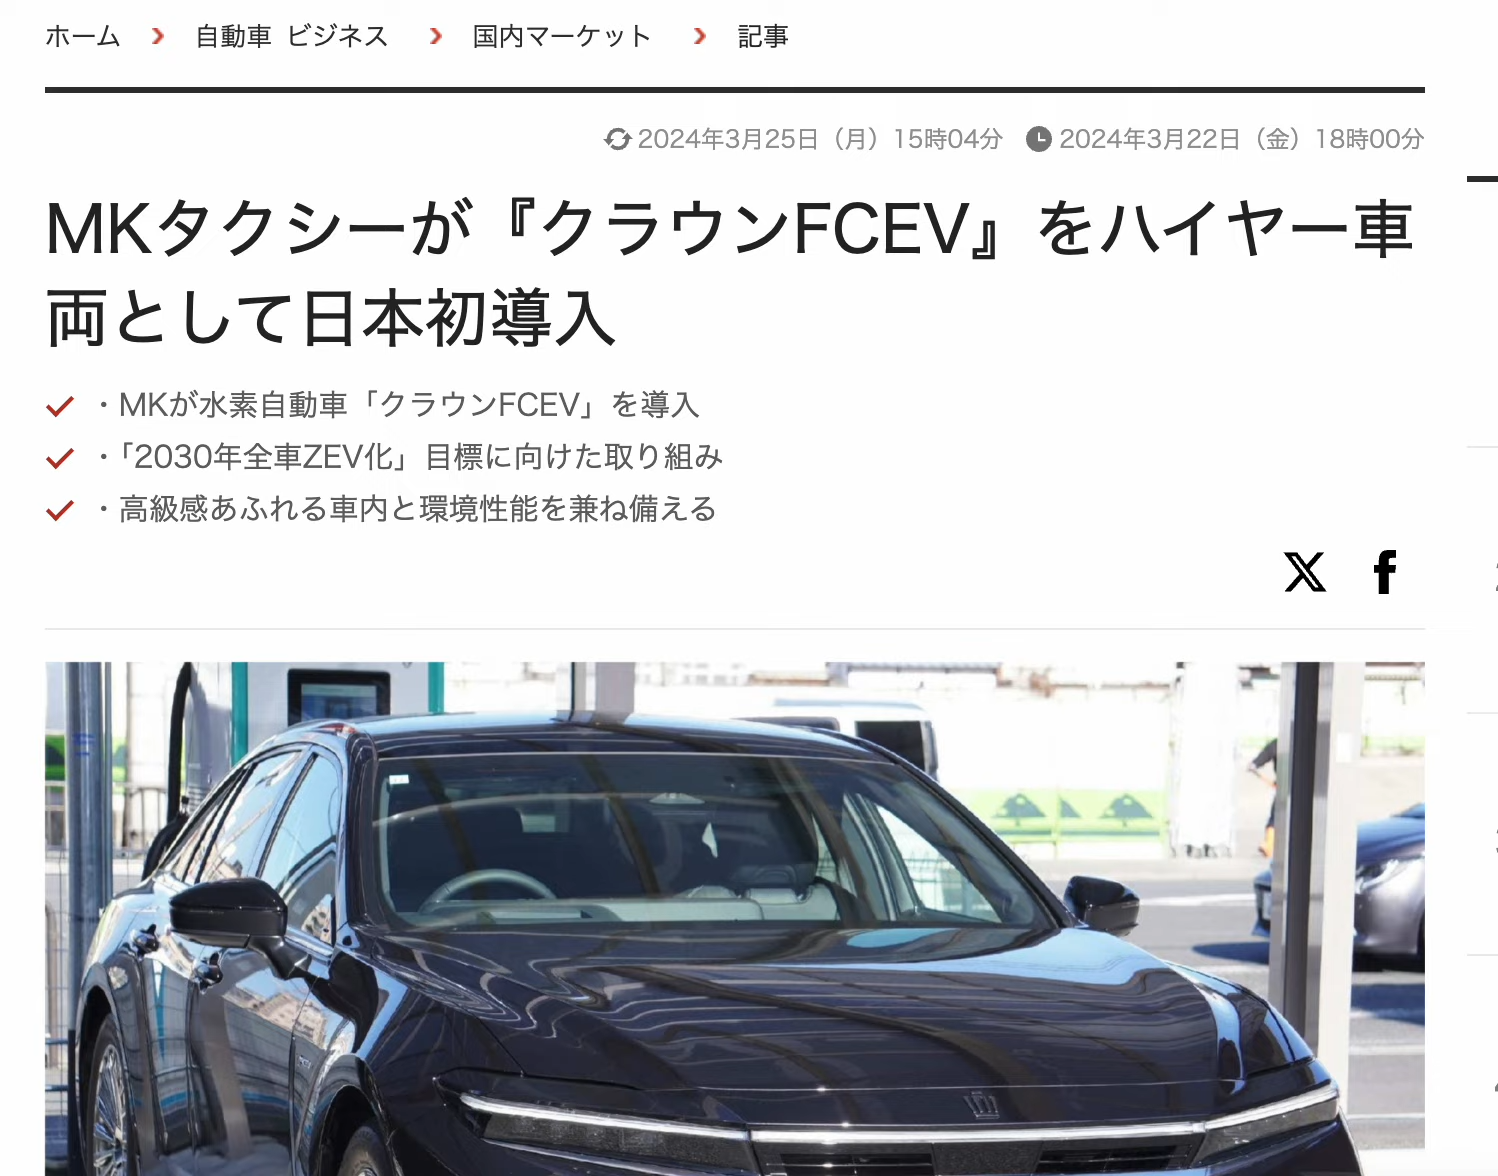 ホーム 自動車 ビジネス 国内マーケット 記事
2024年3月25日（月）15時04分 2024年3月22日（金）18時00分
MKタクシーが『クラウンFCEV』をハイヤー車
両として日本初導入
・MKが水素自動車「クラウンFCEV」を導入
・「2030年全車ZEV化」目標に向けた取り組み
・高級感あふれる車内と環境性能を兼ね備える